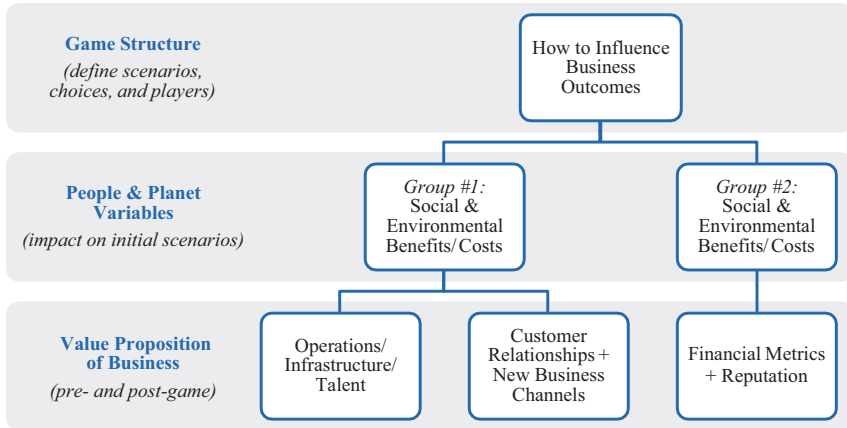 Game Structure
(define scenarios,
choices, and players)
How to Influence
Business
Outcomes
People & Planet
Variables
(impact on initial scenarios)
Group #1:
Social &
Environmental
Benefits/ Costs
Group #2:
Social &
Environmental
Benefits/ Costs
Value Proposition
of Business
(pre- and post-game)
Operations/
Infrastructure/
Talent
Customer
Relationships +
New Business
Channels
Financial Metrics
+ Reputation